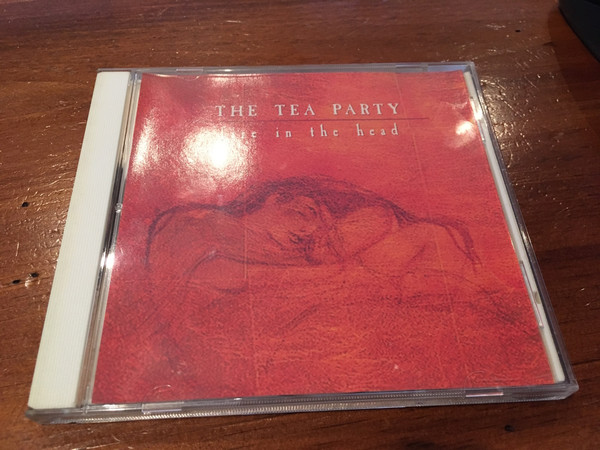 THE TEA PARTY
in the head